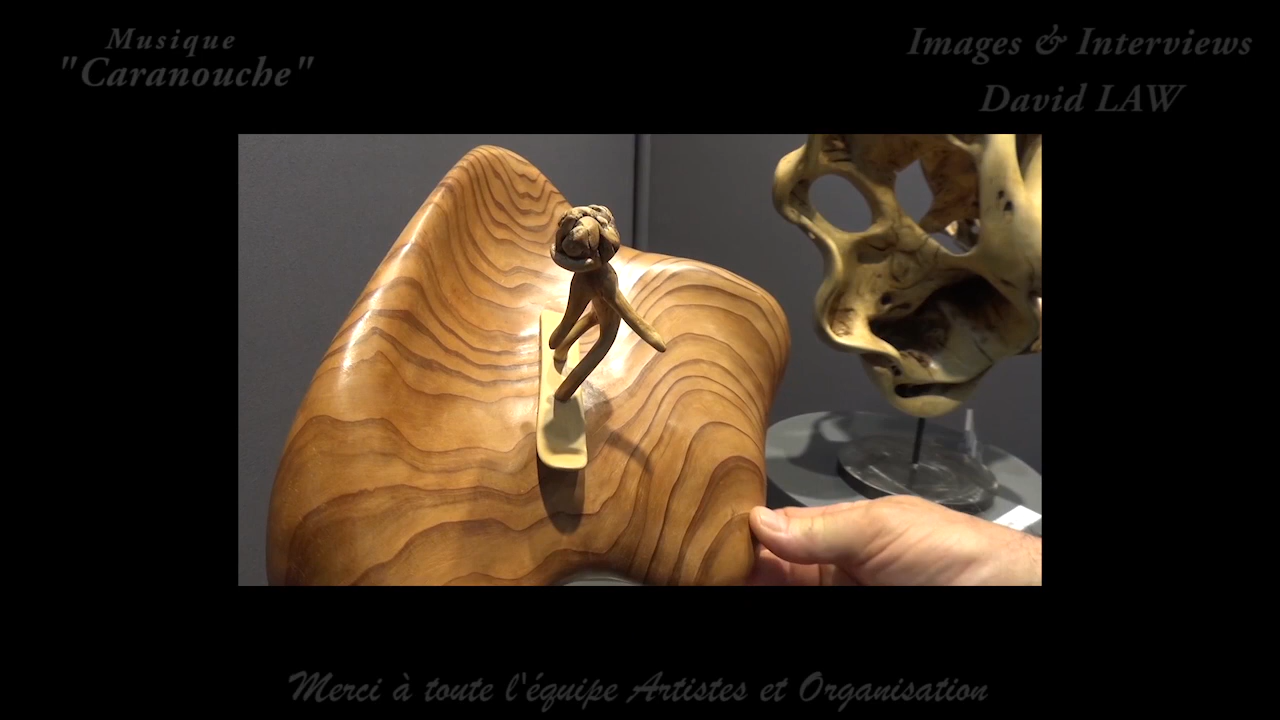 Musique
"Caranouche"
Images & Interviews
David LAW
Merci à toute l'équipe Artistes et Organisation